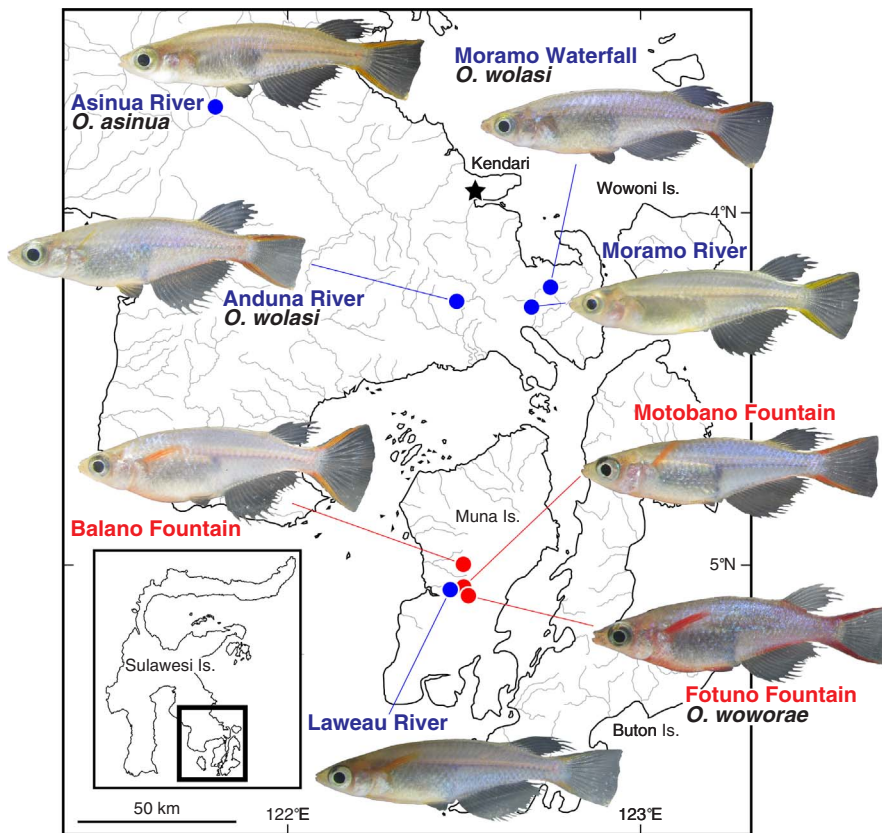 Moramo Waterfall
O. wolasi
Asinua River
O. asinua
Kendari
Wowoni Is.
4°N
Moramo River
Anduna River
O. wolasi
Motobano Fountain
Balano Fountain
Muna Is.
5°N
Sulawesi Is.
Fotuno Fountain
O. woworae
Laweau River
Buton Is.
50 km
122°E
123°E